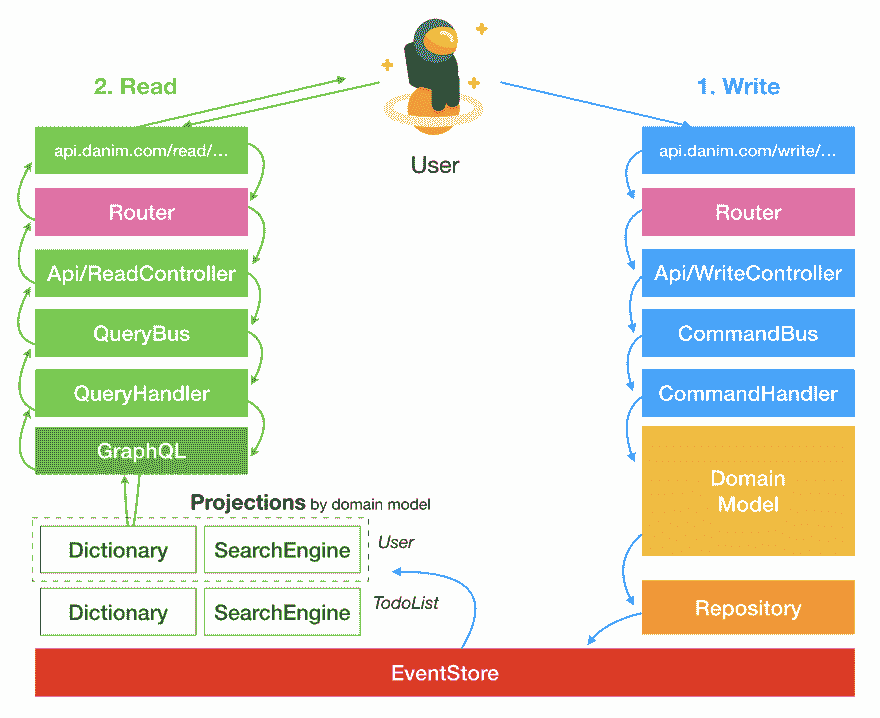 2. Read
1. Write
User
api.danim.com/read/...
Router
Api/ReadController
QueryBus
QueryHandler
GraphQL
Projections by domain model
Dictionary
SearchEngine
User
Dictionary
SearchEngine
TodoList
api.danim.com/write/...
Router
Api/WriteController
CommandBus
CommandHandler
Domain
Model
Repository
EventStore